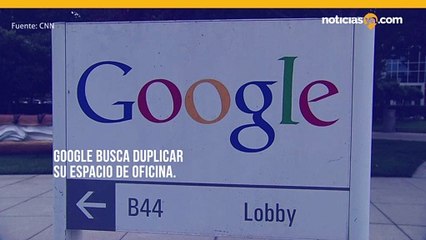 Fuente: CNN
noticias .com
Google
GOOGLE BUSCA DUPLICAR
SU ESPACIO DE OFICINA.
B44 Lobby